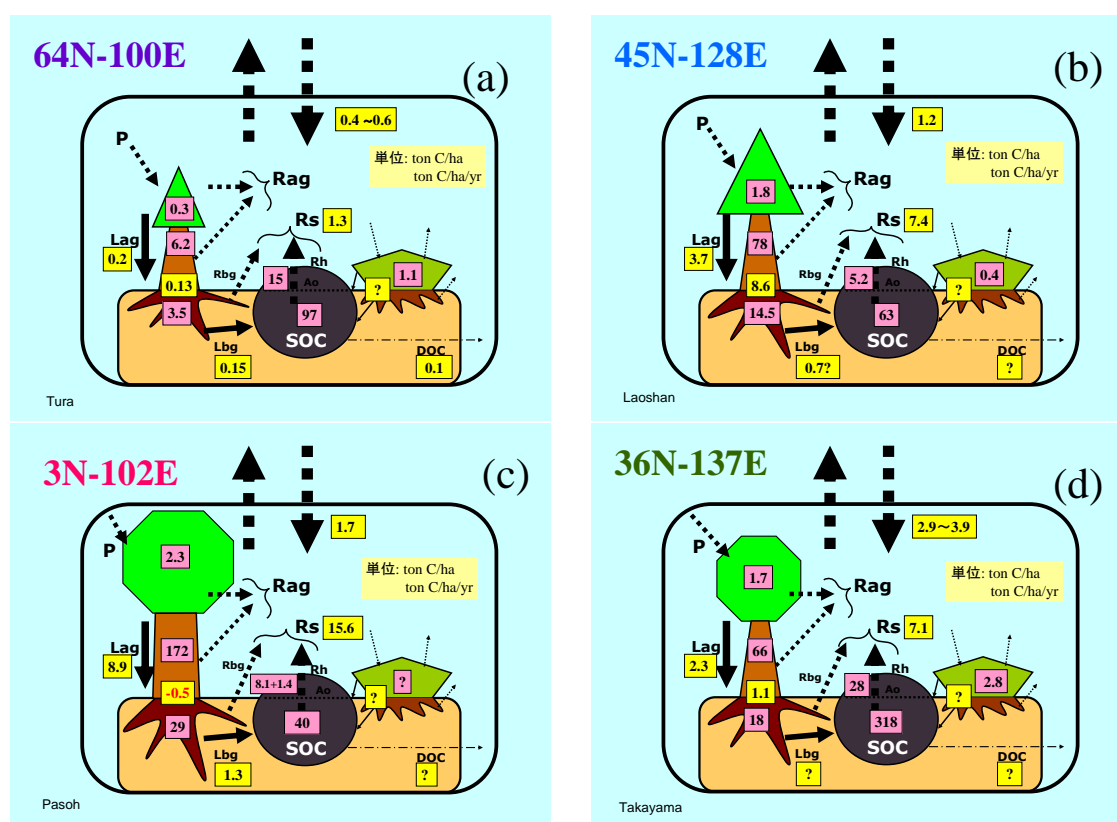 64N-100E
(a)
0.4 ~0.6
P
単位: ton C/ha
ton C/ha/yr
Rag
0.3
Lag
6.2
Rs
1.3
0.2
Rbg
Rh
15
1.1
Ao
0.13
?
3.5
97
SOC
Lbg
DOC
0.15
0.1
Tura
45N-128E
(b)
1.2
P
単位: ton C/ha
ton C/ha/yr
Rag
1.8
Lag
78
Rs
7.4
3.7
Rbg
Rh
5.2
0.4
Ao
8.6
?
14.5
63
SOC
Lbg
DOC
0.7?
?
Laoshan
3N-102E
(c)
1.7
P
2.3
単位: ton C/ha
ton C/ha/yr
Rag
Lag
172
Rs
15.6
8.9
Rbg
Rh
8.1+1.4
?
Ao
-0.5
?
29
40
SOC
Lbg
DOC
1.3
?
Pasoh
36N-137E
(d)
2.9～3.9
P
1.7
単位: ton C/ha
ton C/ha/yr
Rag
Lag
66
Rs
7.1
2.3
Rbg
Rh
28
2.8
Ao
1.1
?
18
318
SOC
Lbg
DOC
?
?
Takayama